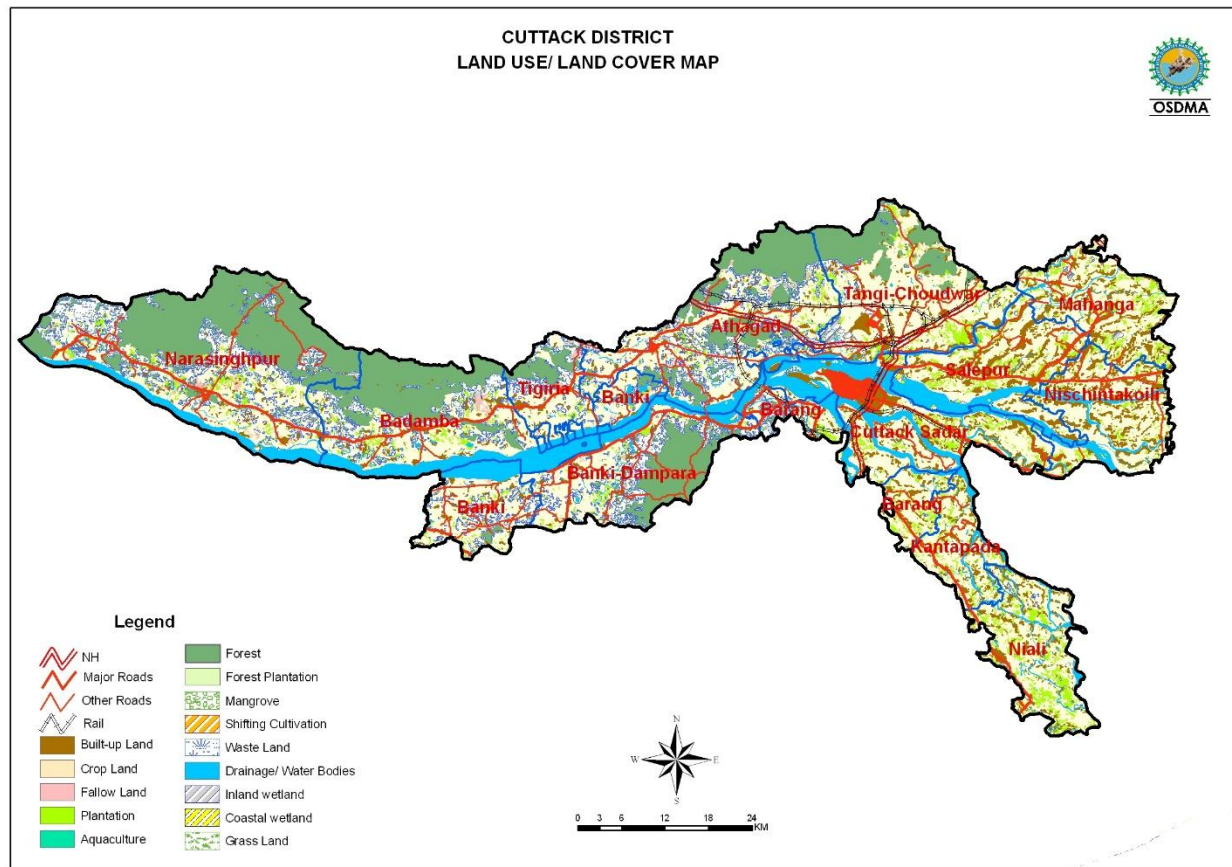 CUTTACK DISTRICT
LAND USE/ LAND COVER MAP
OSDMA
Mahanga
Tangi-Choudwar
Athagad
Narasinghpur
Salepur
Tigiria
Banki
Nischintakoili
Barang
Badamba
Cuttack Sadar
Banki-Dampara
Banki
Barang
Kantapada
Niali
Legend
NH
Major Roads
Other Roads
Rail
Built-up Land
Crop Land
Fallow Land
Plantation
Aquaculture
Forest
Forest Plantation
Mangrove
Shifting Cultivation
Waste Land
Drainage/ Water Bodies
Inland wetland
Coastal wetland
Grass Land
N
W
E
S
0 3 6 12 18 24
KM